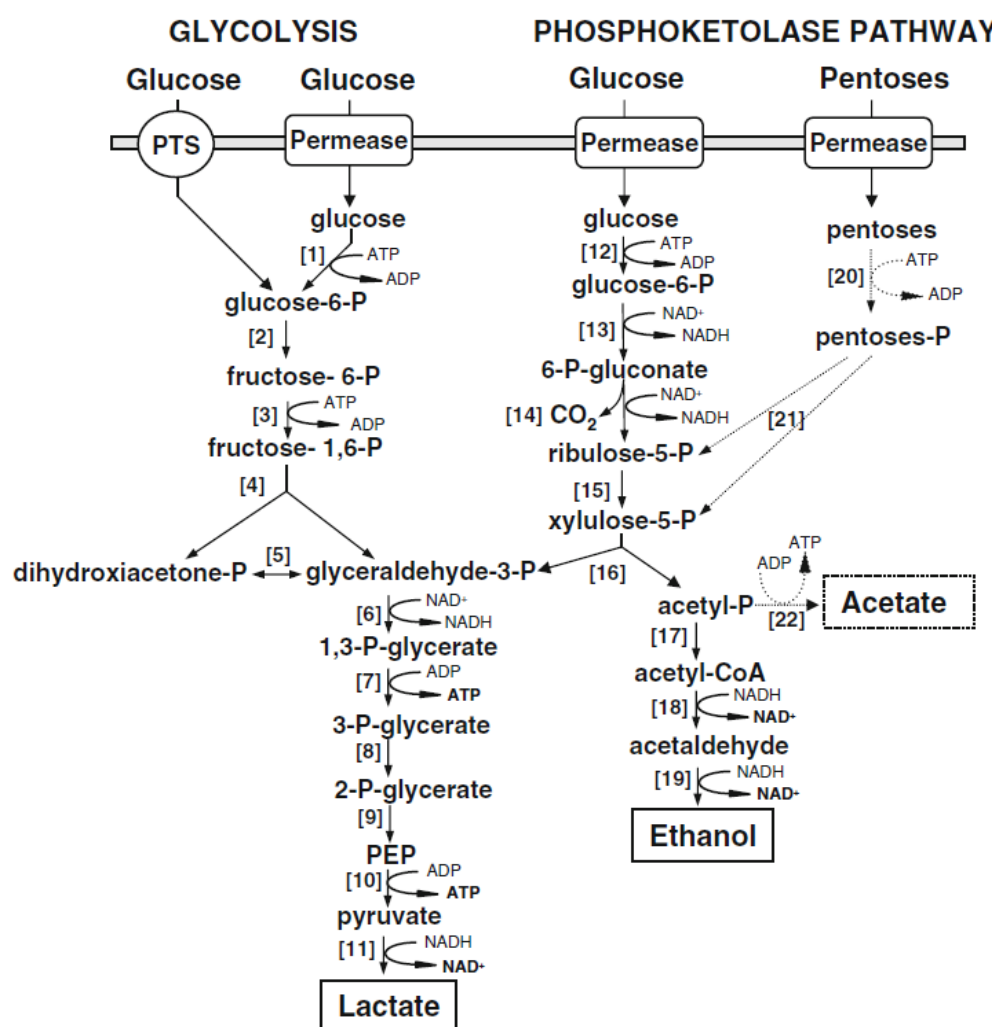 GLYCOLYSIS
PHOSPHOKETOLASE PATHWAY
Glucose
Glucose
Glucose
Pentoses
PTS
Permease
Permease
Permease
glucose
glucose
pentoses
[1]
ATP
ADP
[12]
ATP
ADP
[20]
ATP
ADP
glucose-6-P
glucose-6-P
[2]
[13]
NAD+
NADH
pentoses-P
fructose- 6-P
6-P-gluconate
[3]
ATP
ADP
[14] CO2
NAD+
NADH
[21]
fructose- 1,6-P
ribulose-5-P
[4]
[15]
xylulose-5-P
dihydroxiacetone-P
[5]
glyceraldehyde-3-P
[16]
ADP
ATP
[6]
NAD+
NADH
acetyl-P
[22]
Acetate
1,3-P-glycerate
[17]
[7]
ADP
ATP
acetyl-CoA
[18]
NADH
NAD+
3-P-glycerate
acetaldehyde
[8]
[19]
NADH
NAD+
2-P-glycerate
[9]
Ethanol
PEP
[10]
ADP
ATP
pyruvate
[11]
NADH
NAD+
Lactate